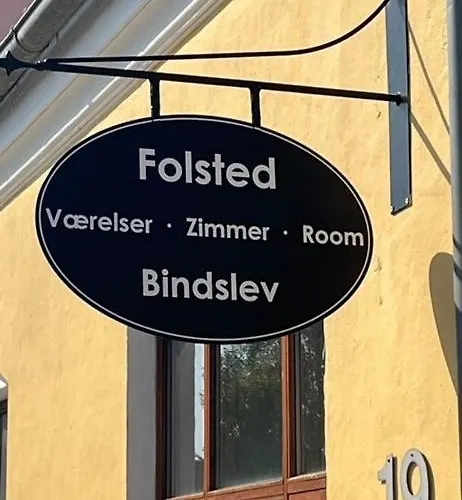 Folsted
Værelser · Zimmer · Room
Bindslev
19